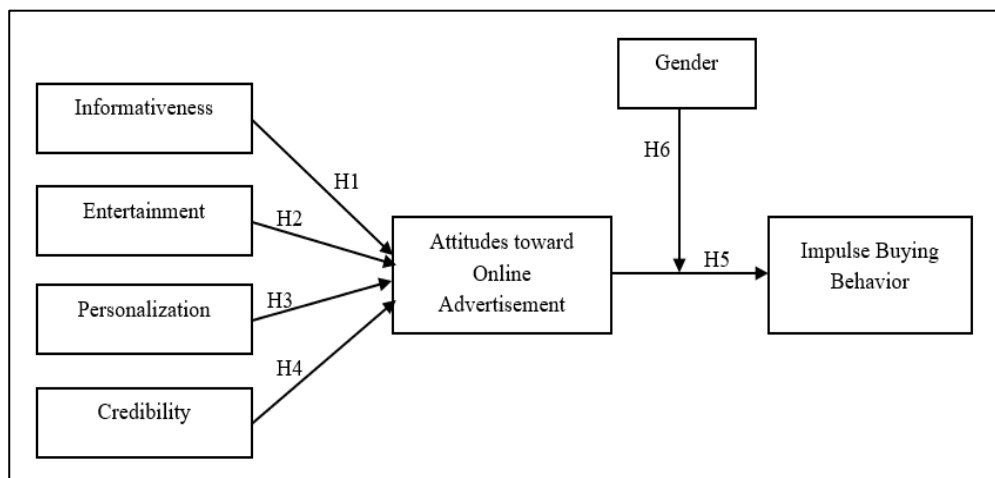 Gender
Informativeness
H6
H1
Entertainment
H2
Attitudes toward
Online
Advertisement
H5
Impulse Buying
Behavior
Personalization
H3
H4
Credibility